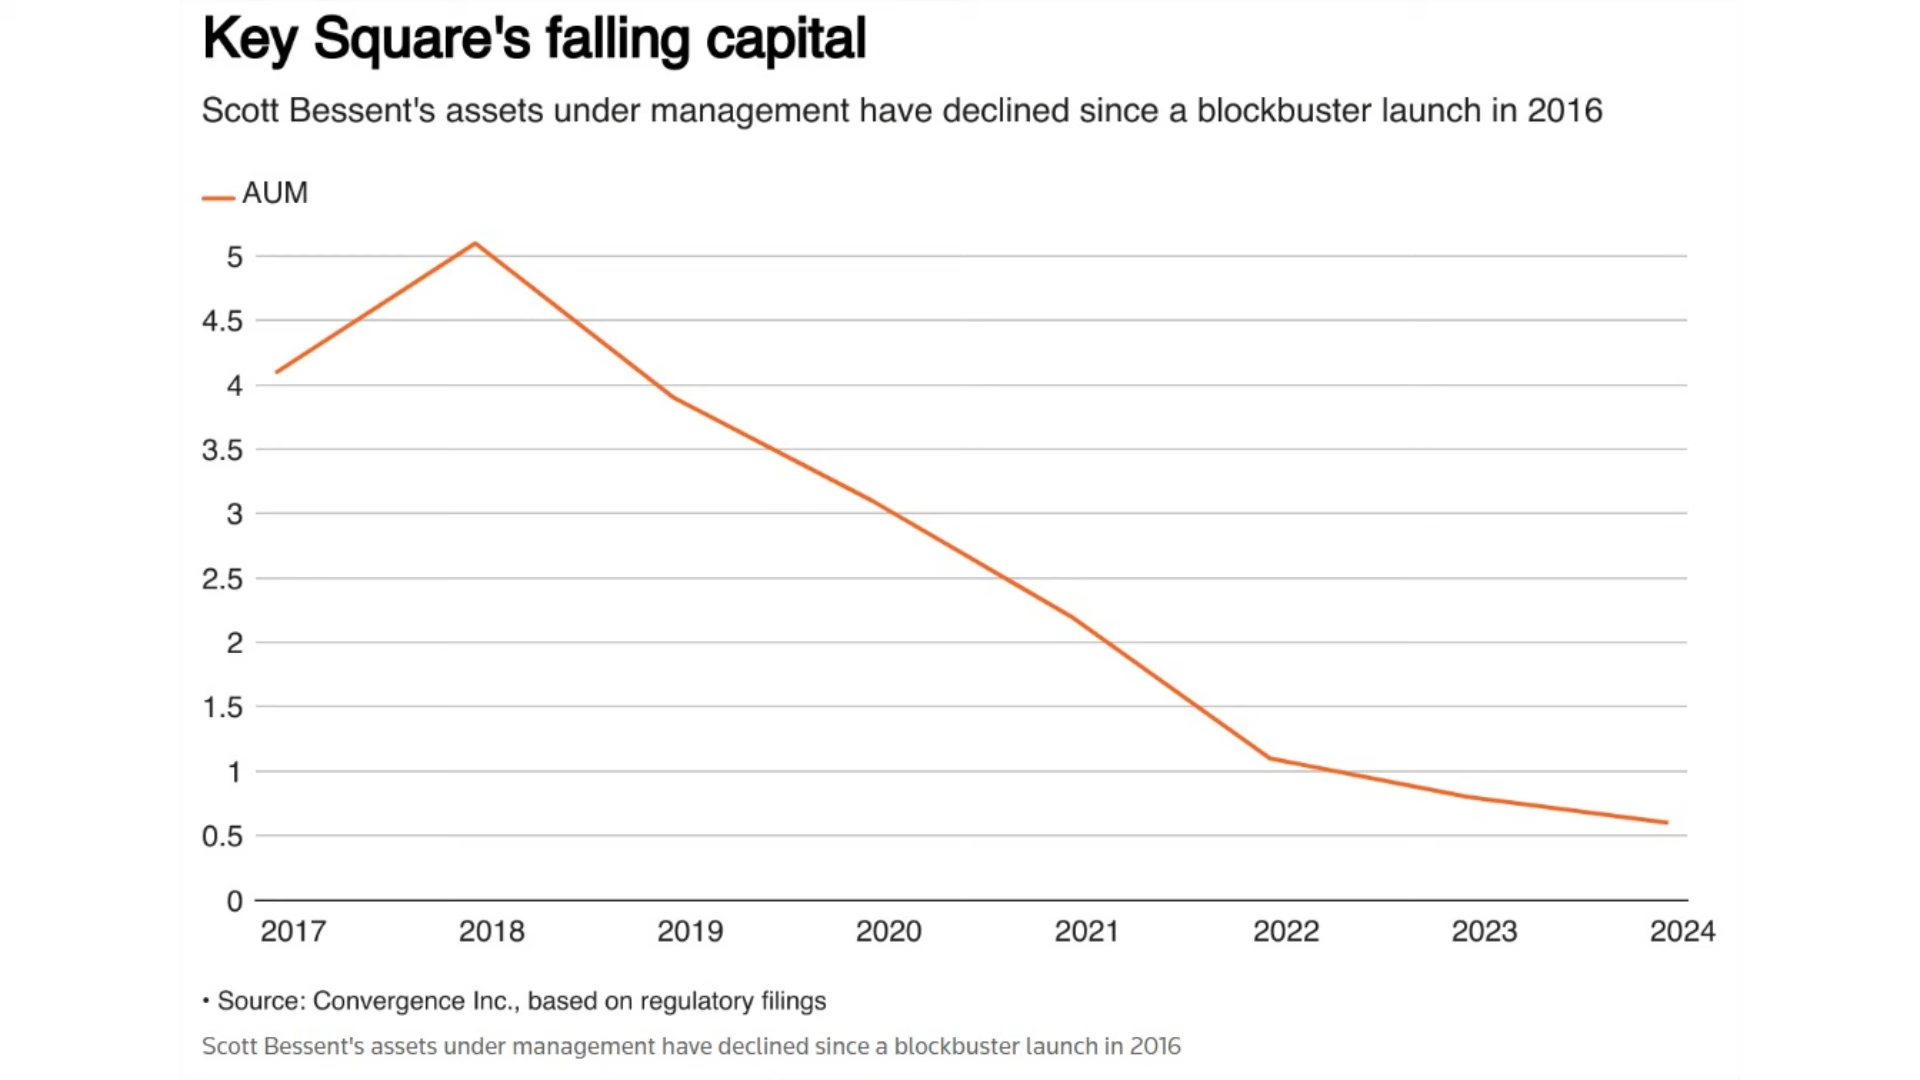 Key Square's falling capital
Scott Bessent's assets under management have declined since a blockbuster launch in 2016
AUM
5
4.5
4
3.5
3
2.5
2
1.5
1
0.5
0
2017 2018 2019 2020 2021 2022 2023 2024
• Source: Convergence Inc., based on regulatory filings
Scott Bessent's assets under management have declined since a blockbuster launch in 2016